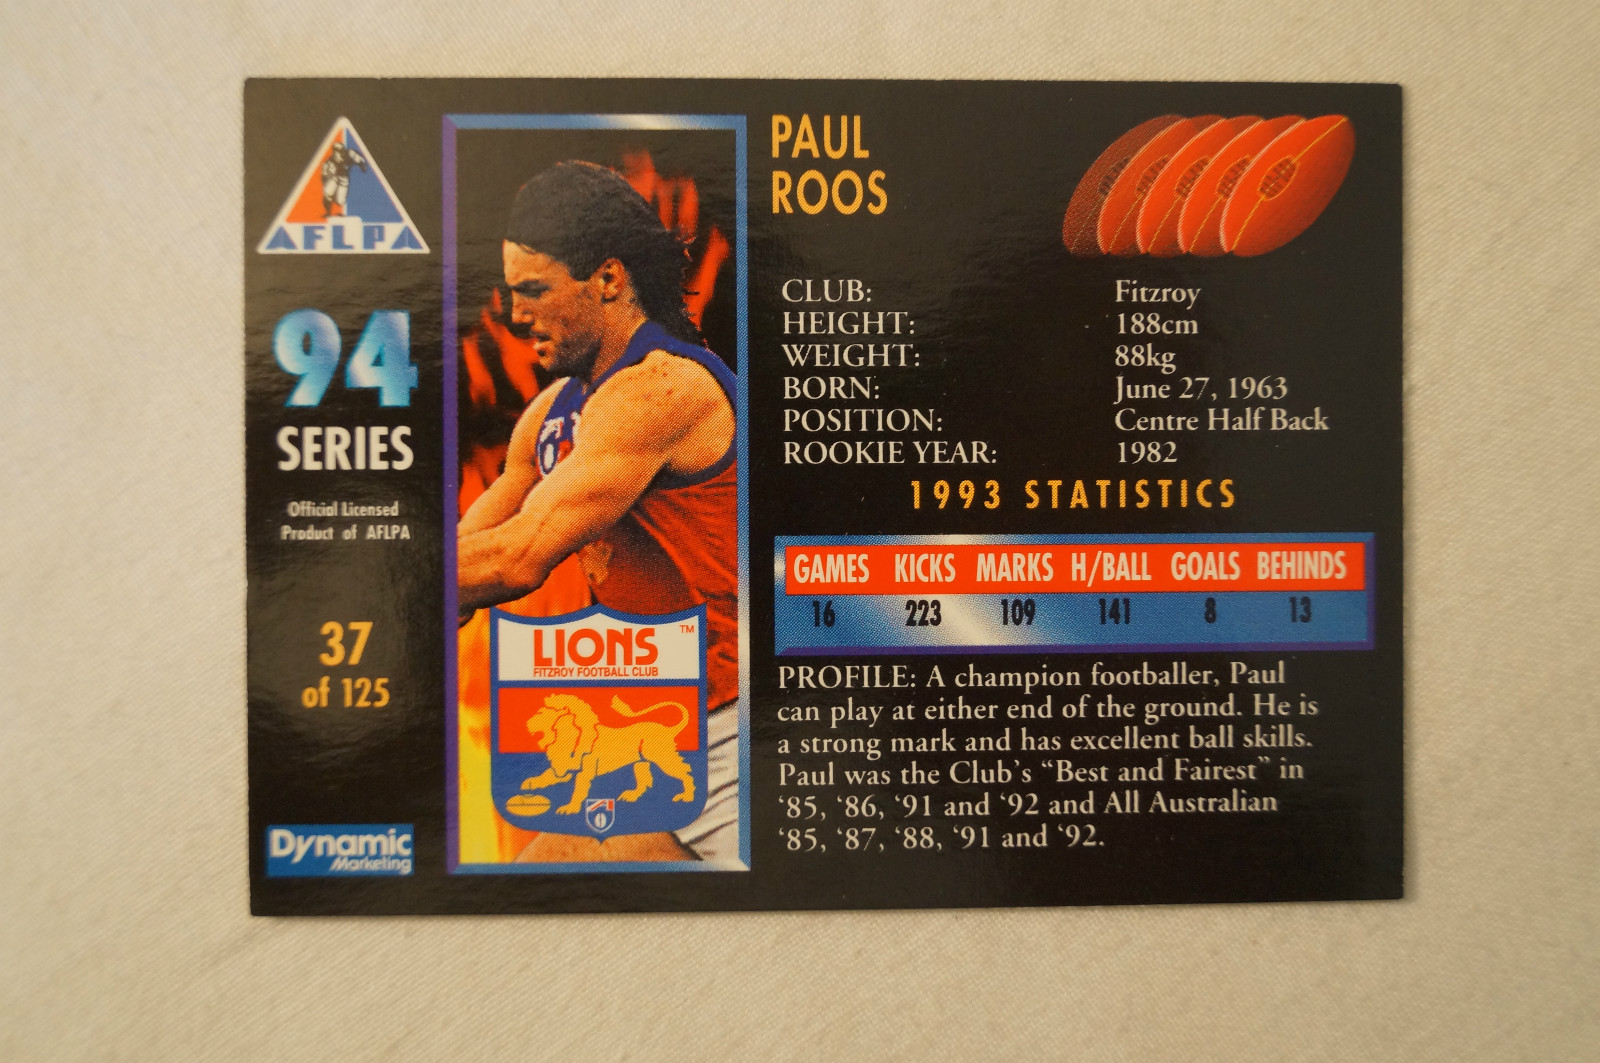 AFLPA
94
SERIES
Official Licensed
Product of AFLPA
37
of 125
Dynamic
Marketing
LIONS TM
FITZROY FOOTBALL CLUB
PAUL
ROOS
CLUB: Fitzroy
HEIGHT: 188cm
WEIGHT: 88kg
BORN: June 27, 1963
POSITION: Centre Half Back
ROOKIE YEAR: 1982
1993 STATISTICS
GAMES KICKS MARKS H/BALL GOALS BEHINDS
16 223 109 141 8 13
PROFILE: A champion footballer, Paul
can play at either end of the ground. He is
a strong mark and has excellent ball skills.
Paul was the Club's “Best and Fairest” in
‘85, ‘86, ‘91 and ‘92 and All Australian
‘85, ‘87, ‘88, ‘91 and ‘92.